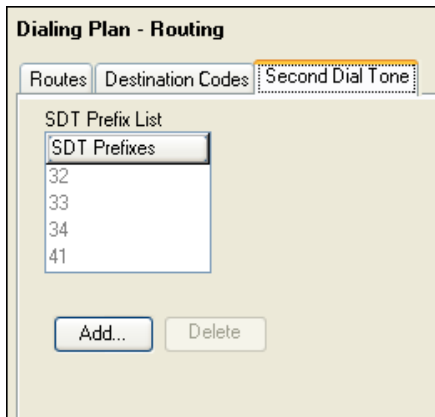 Dialing Plan - Routing
Routes Destination Codes Second Dial Tone
SDT Prefix List
SDT Prefixes
32
33
34
41
Add... Delete